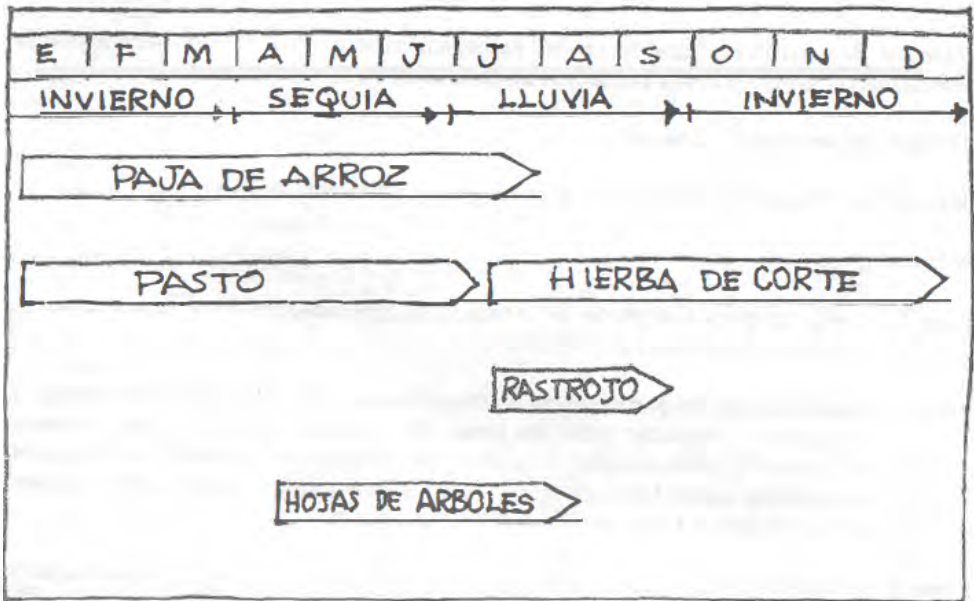 E F M A M J J A S O N D
INVIERNO SEQUIA LLUVIA INVIERNO
PAJA DE ARROZ
PASTO HIERBA DE CORTE
RASTROJO
HOJAS DE ARBOLES